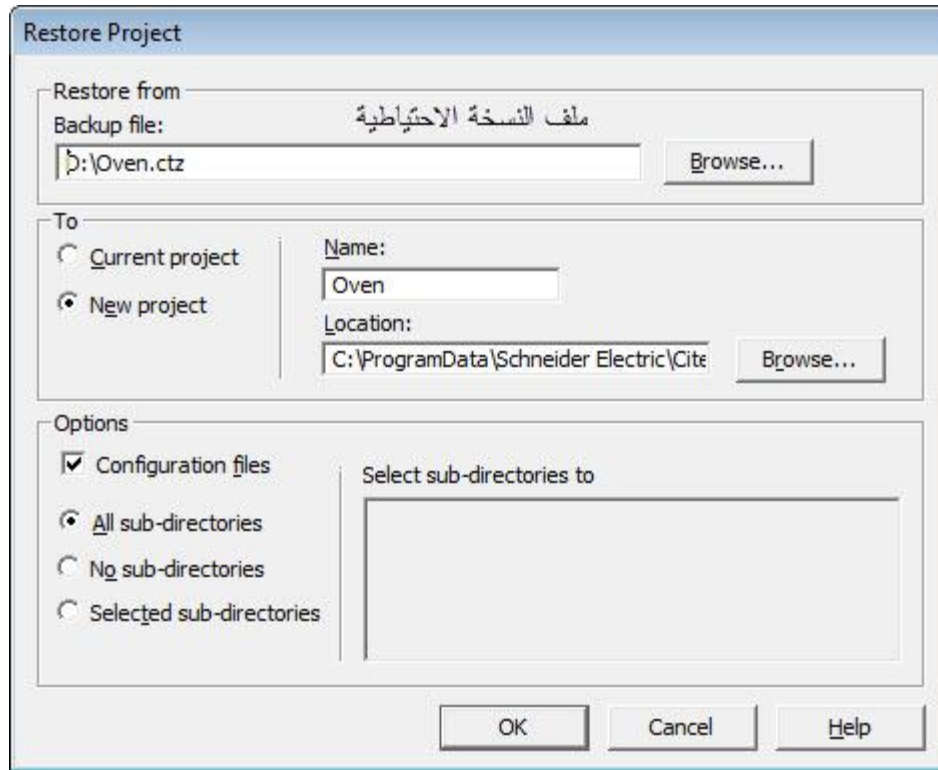 Restore Project
Restore from
ملف النسخة الاحتياطية
Backup file:
D:\Oven.ctz
Browse...
To
Current project
New project
Name:
Oven
Location:
C:\ProgramData\Schneider Electric\Cite
Browse...
Options
Configuration files
All sub-directories
No sub-directories
Selected sub-directories
Select sub-directories to
OK Cancel Help